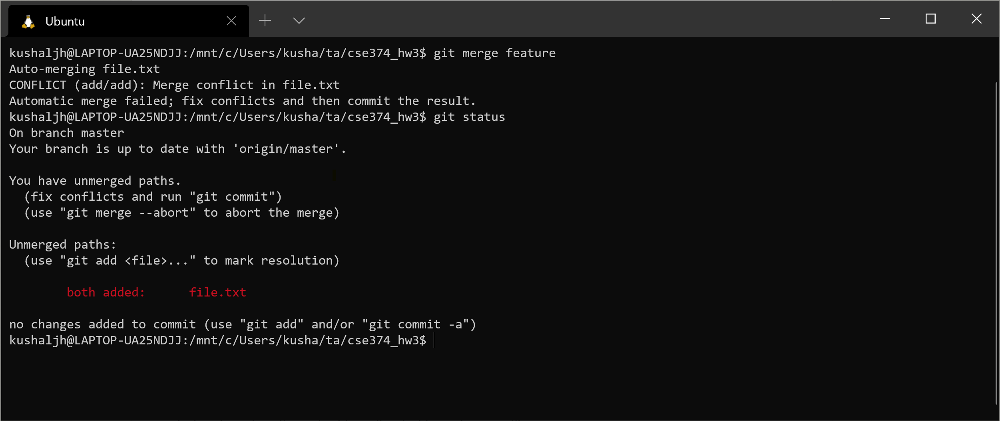 Ubuntu
kushaljh@LAPTOP-UA25NDJJ:/mnt/c/Users/kusha/ta/cse374_hw3$ git merge feature
Auto-merging file.txt
CONFLICT (add/add): Merge conflict in file.txt
Automatic merge failed; fix conflicts and then commit the result.
kushaljh@LAPTOP-UA25NDJJ:/mnt/c/Users/kusha/ta/cse374_hw3$ git status
On branch master
Your branch is up to date with 'origin/master'.

You have unmerged paths.
  (fix conflicts and run "git commit")
  (use "git merge --abort" to abort the merge)

Unmerged paths:
  (use "git add <file>..." to mark resolution)

        both added:      file.txt

no changes added to commit (use "git add" and/or "git commit -a")
kushaljh@LAPTOP-UA25NDJJ:/mnt/c/Users/kusha/ta/cse374_hw3$